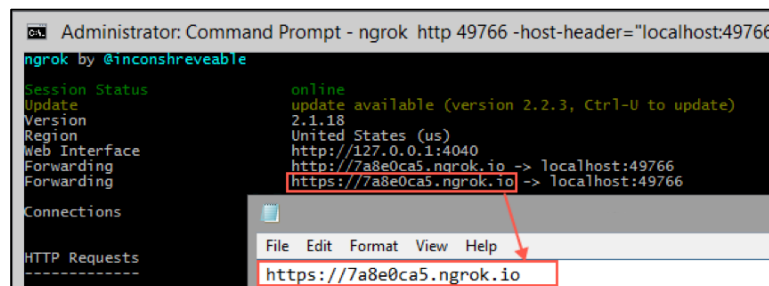 Administrator: Command Prompt - ngrok  http 49766 -host-header="localhost:49766
ngrok by @inconshreveable
Session Status online
Update update available (version 2.2.3, Ctrl-U to update)
Version 2.1.18
Region United States (us)
Web Interface http://127.0.0.1:4040
Forwarding http://7a8e0ca5.ngrok.io -> localhost:49766
Forwarding https://7a8e0ca5.ngrok.io -> localhost:49766
Connections
File Edit Format View Help
HTTP Requests
-------------
https://7a8e0ca5.ngrok.io